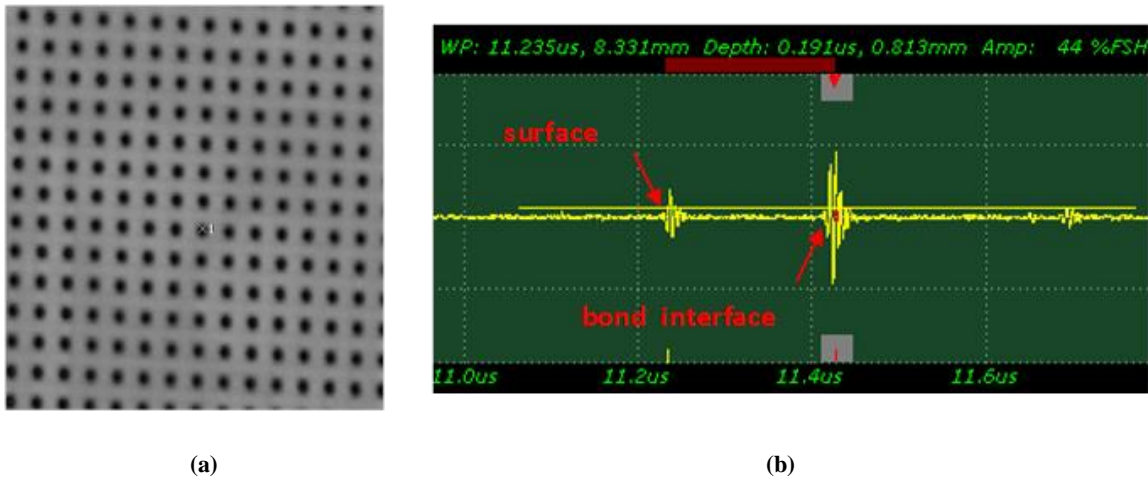 WP: 11.235us, 8.331mm Depth: 0.191us, 0.813mm Amp: 44 %FSH
surface
bond interface
11.0us 11.2us 11.4us 11.6us
(a) (b)